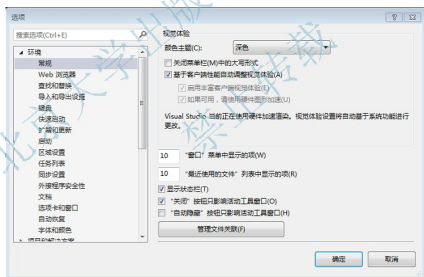 选项
搜索选项(Ctrl+E)
环境
常规
Web 浏览器
查找和替换
导入和导出设置
键盘
快速启动
扩展和更新
启动
区域设置
任务列表
同步设置
外接程序安全性
文档
选项卡和窗口
自动恢复
字体和颜色
项目和解决方案
视觉体验
颜色主题(C):
深色
关闭菜单栏(M)中的大写形式
基于客户端性能自动调整视觉体验(A)
启用丰富客户端视觉体验(E)
如果可用，请使用硬件图形加速(U)
Visual Studio 当前正在使用硬件加速渲染。视觉体验设置将自动基于系统功能进行
更改。
10 “窗口”菜单中显示的项(W)
10 “最近使用的文件”列表中显示的项(R)
显示状态栏(T)
“关闭”按钮只影响活动工具窗口(O)
“自动隐藏”按钮只影响活动工具窗口(H)
管理文件关联(F)
确定
取消